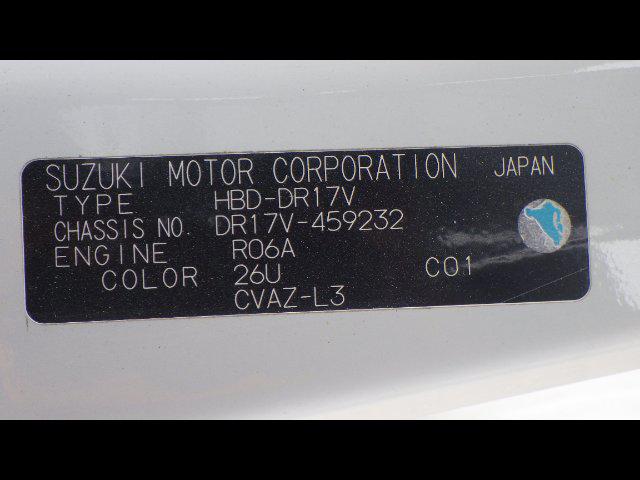 SUZUKI MOTOR CORPORATION JAPAN
TYPE HBD-DR17V
CHASSIS NO. DR17V-459232
ENGINE R06A
COLOR 26U C01
CVAZ-L3